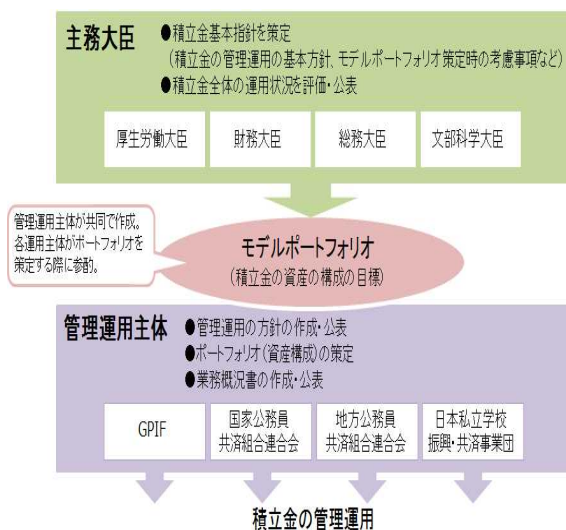 主務大臣
●積立金基本指針を策定
(積立金の管理運用の基本方針、モデルポートフォリオ策定時の考慮事項など)
●積立金全体の運用状況を評価・公表
厚生労働大臣
財務大臣
総務大臣
文部科学大臣
管理運用主体が共同で作成。
各運用主体がポートフォリオを
策定する際に参酌。
モデルポートフォリオ
(積立金の資産の構成の目標)
管理運用主体
●管理運用の方針の作成・公表
●ポートフォリオ(資産構成)の策定
●業務概況書の作成・公表
GPIF
国家公務員
共済組合連合会
地方公務員
共済組合連合会
日本私立学校
振興・共済事業団
積立金の管理運用